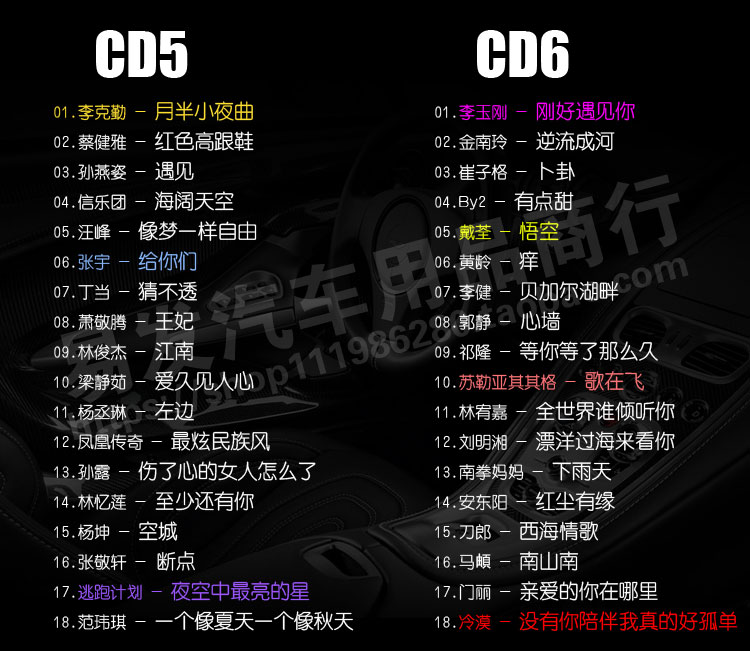 CD5
01.李克勤 – 月半小夜曲
02.蔡健雅 – 红色高跟鞋
03.孙燕姿 – 遇见
04.信乐团 – 海阔天空
05.汪峰 – 像梦一样自由
06.张宇 – 给你们
07.丁当 – 猜不透
08.萧敬腾 – 王妃
09.林俊杰 – 江南
10.梁静茹 – 爱久见人心
11.杨丞琳 – 左边
12.凤凰传奇 – 最炫民族风
13.孙露 – 伤了心的女人怎么了
14.林忆莲 – 至少还有你
15.杨坤 – 空城
16.张敬轩 – 断点
17.逃跑计划 – 夜空中最亮的星
18.范玮琪 – 一个像夏天一个像秋天
CD6
01.李玉刚 – 刚好遇见你
02.金南玲 – 逆流成河
03.崔子格 – 卜卦
04.By2 – 有点甜
05.戴荃 – 悟空
06.黄龄 – 痒
07.李健 – 贝加尔湖畔
08.郭静 – 心墙
09.祁隆 – 等你等了那么久
10.苏勒亚其其格 – 歌在飞
11.林宥嘉 – 全世界谁倾听你
12.刘明湘 – 漂洋过海来看你
13.南拳妈妈 – 下雨天
14.安东阳 – 红尘有缘
15.刀郎 – 西海情歌
16.马頔 – 南山南
17.门丽 – 亲爱的你在哪里
18.冷漠 – 没有你陪伴我真的好孤单